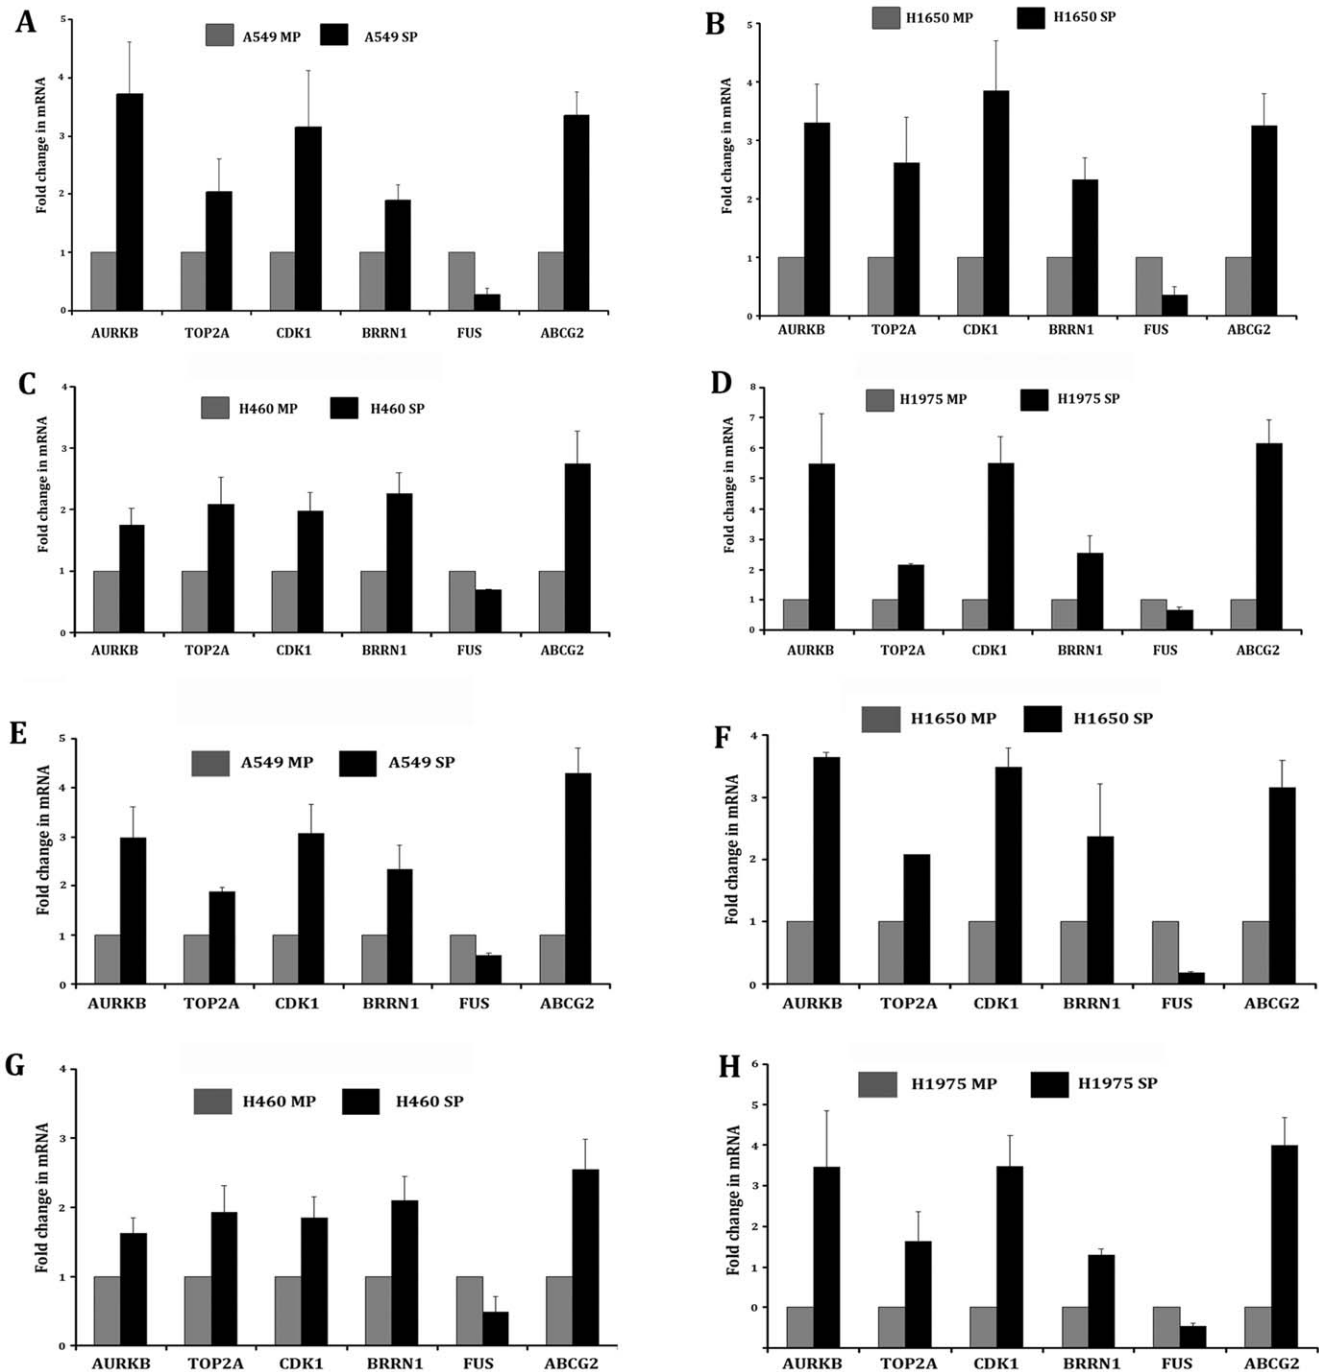 A
A549 MP A549 SP
Fold change in mRNA
5
4
3
2
1
0
AURKB TOP2A CDK1 BRRN1 FUS ABCG2
B
H1650 MP H1650 SP
Fold change in mRNA
5
4
3
2
1
0
AURKB TOP2A CDK1 BRRN1 FUS ABCG2
C
H460 MP H460 SP
Fold change in mRNA
4
3
2
1
0
AURKB TOP2A CDK1 BRRN1 FUS ABCG2
D
H1975 MP H1975 SP
Fold change in mRNA
8
7
6
5
4
3
2
1
0
AURKB TOP2A CDK1 BRRN1 FUS ABCG2
E
A549 MP A549 SP
Fold change in mRNA
5
4
3
2
1
0
AURKB TOP2A CDK1 BRRN1 FUS ABCG2
F
H1650 MP H1650 SP
Fold change in mRNA
4
3
2
1
0
AURKB TOP2A CDK1 BRRN1 FUS ABCG2
G
H460 MP H460 SP
Fold change in mRNA
4
3
2
1
0
AURKB TOP2A CDK1 BRRN1 FUS ABCG2
H
H1975 MP H1975 SP
Fold change in mRNA
6
5
4
3
2
1
0
AURKB TOP2A CDK1 BRRN1 FUS ABCG2